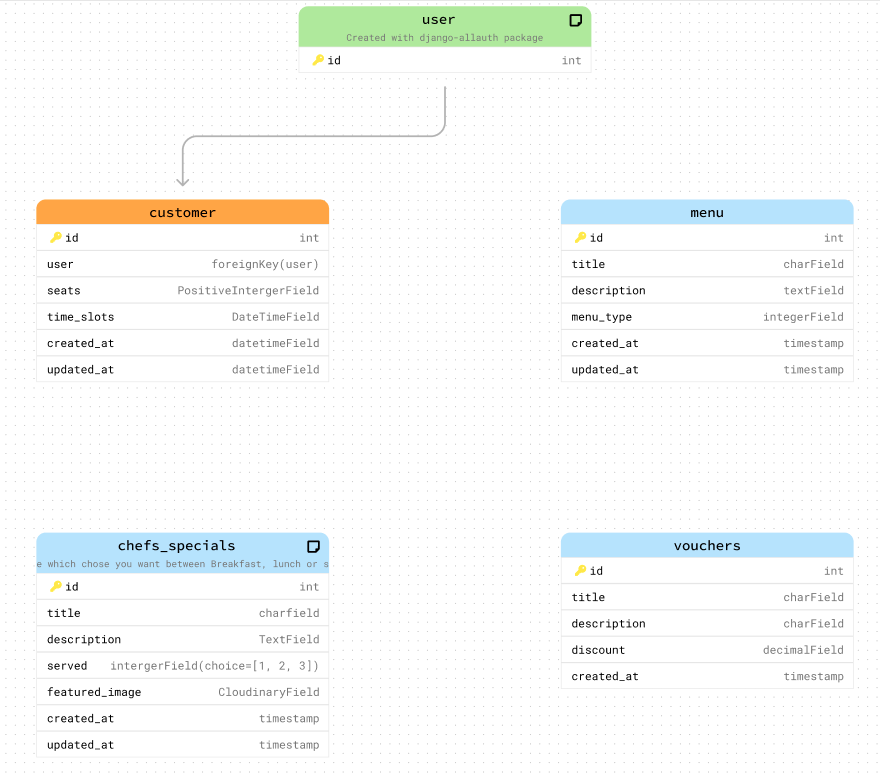 user
Created with django-allauth package
id int
customer
id int
user foreignKey(user)
seats PositiveIntergerField
time_slots DateTimeField
created_at datetimeField
updated_at datetimeField
menu
id int
title charField
description textField
menu_type integerField
created_at timestamp
updated_at timestamp
chefs_specials
e which chose you want between Breakfast, lunch or s
id int
title charfield
description TextField
served intergerField(choice=[1, 2, 3])
featured_image CloudinaryField
created_at timestamp
updated_at timestamp
vouchers
id int
title charField
description charField
discount decimalField
created_at timestamp